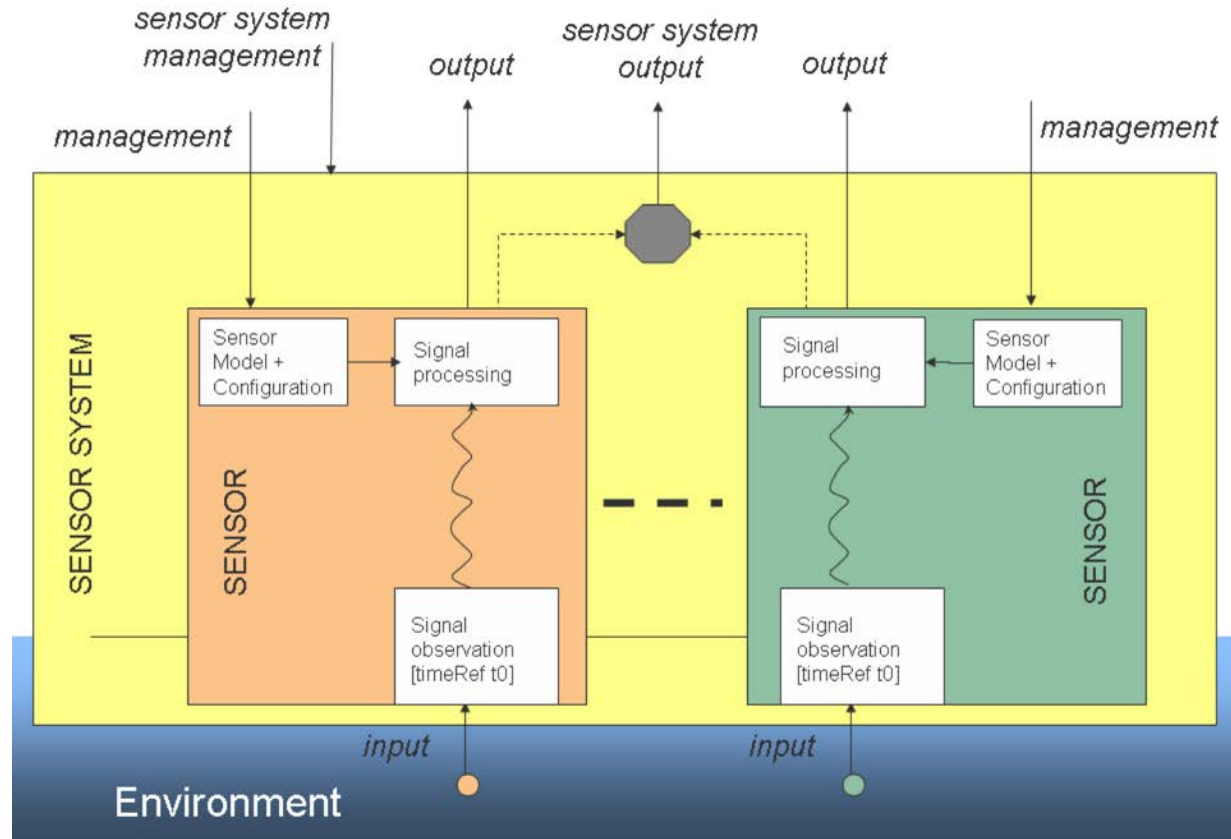 sensor system
management
output
sensor system
output
output
management
management
Sensor
Model +
Configuration
Signal
processing
Signal
processing
Sensor
Model +
Configuration
SENSOR SYSTEM
SENSOR
SENSOR
Signal
observation
[timeRef t0]
Signal
observation
[timeRef t0]
input
input
Environment